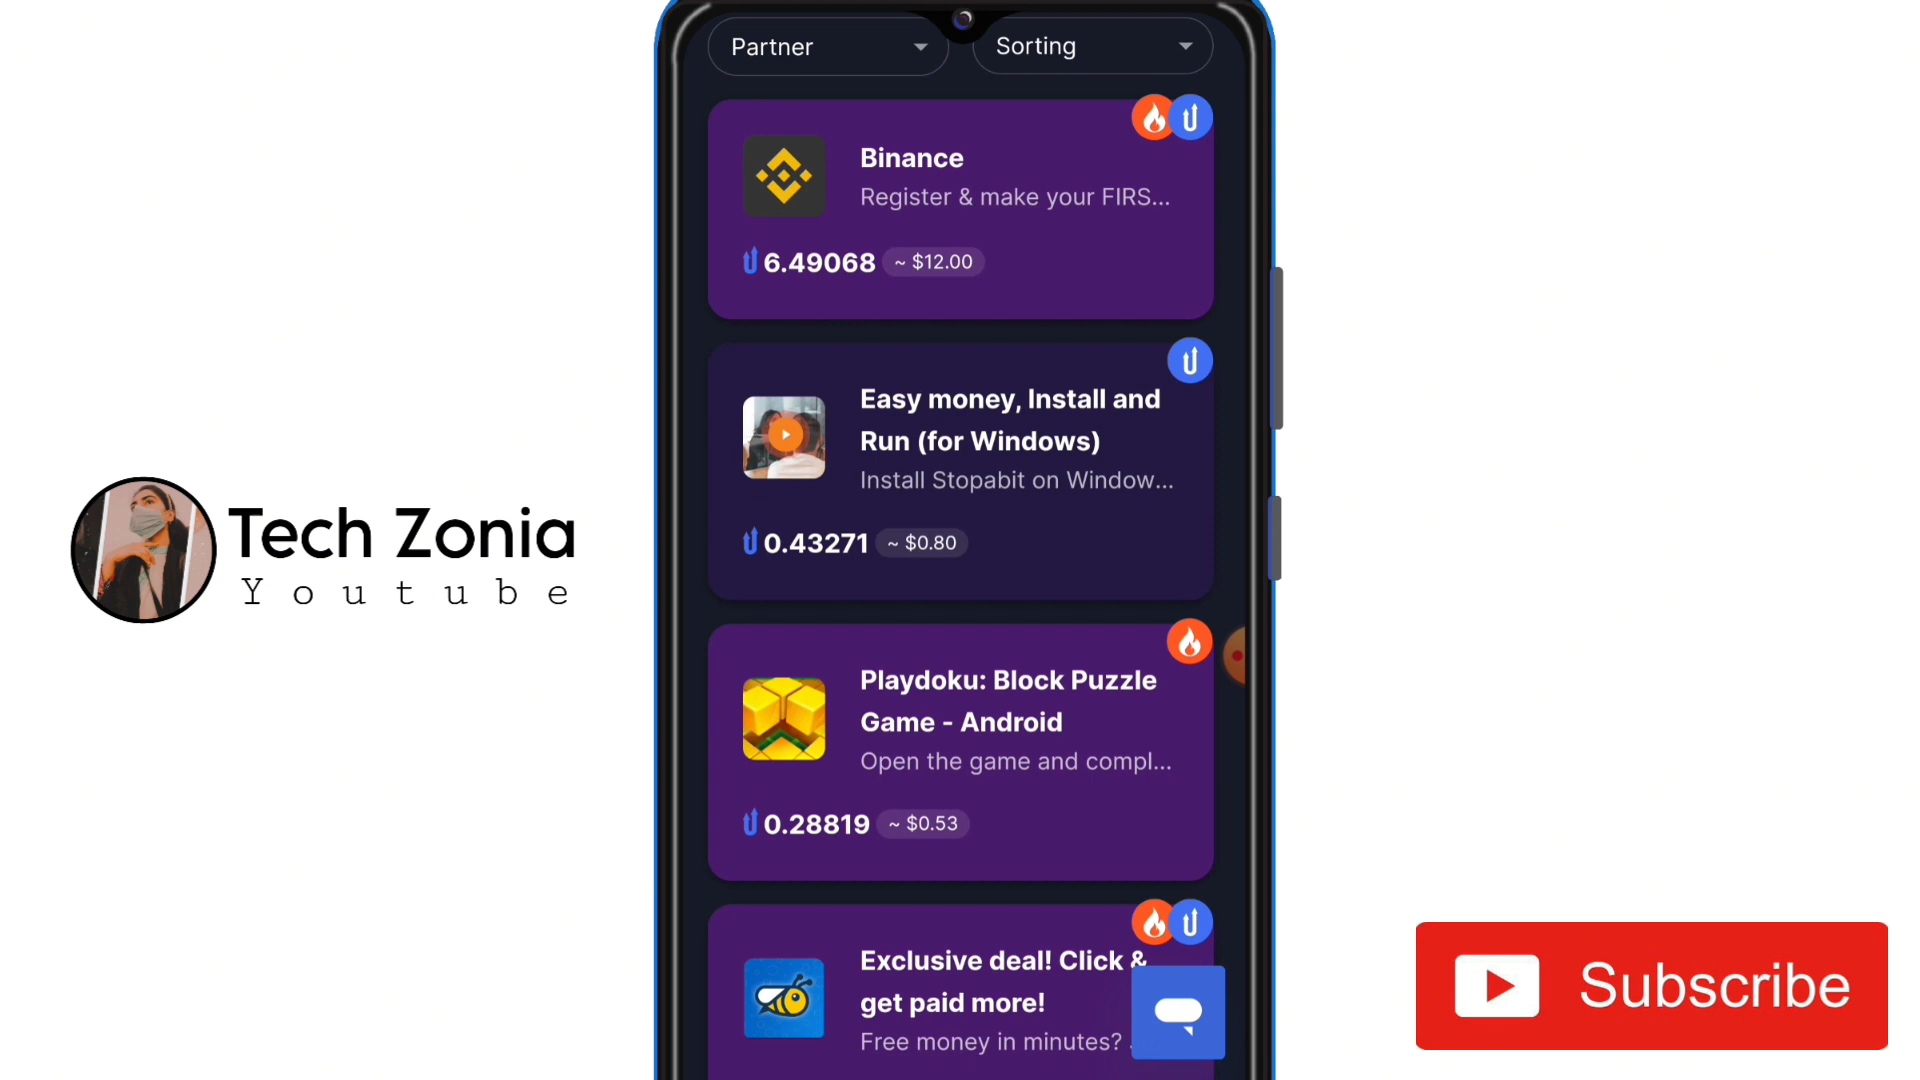 Partner
Sorting
Binance
Register & make your FIRS...
6.49068 ~ $12.00
Easy money, Install and
Run (for Windows)
Install Stopabit on Window...
0.43271 ~ $0.80
Playdoku: Block Puzzle
Game - Android
Open the game and compl...
0.28819 ~ $0.53
Exclusive deal! Click &
get paid more!
Free money in minutes?
Tech Zonia
Youtube
Subscribe